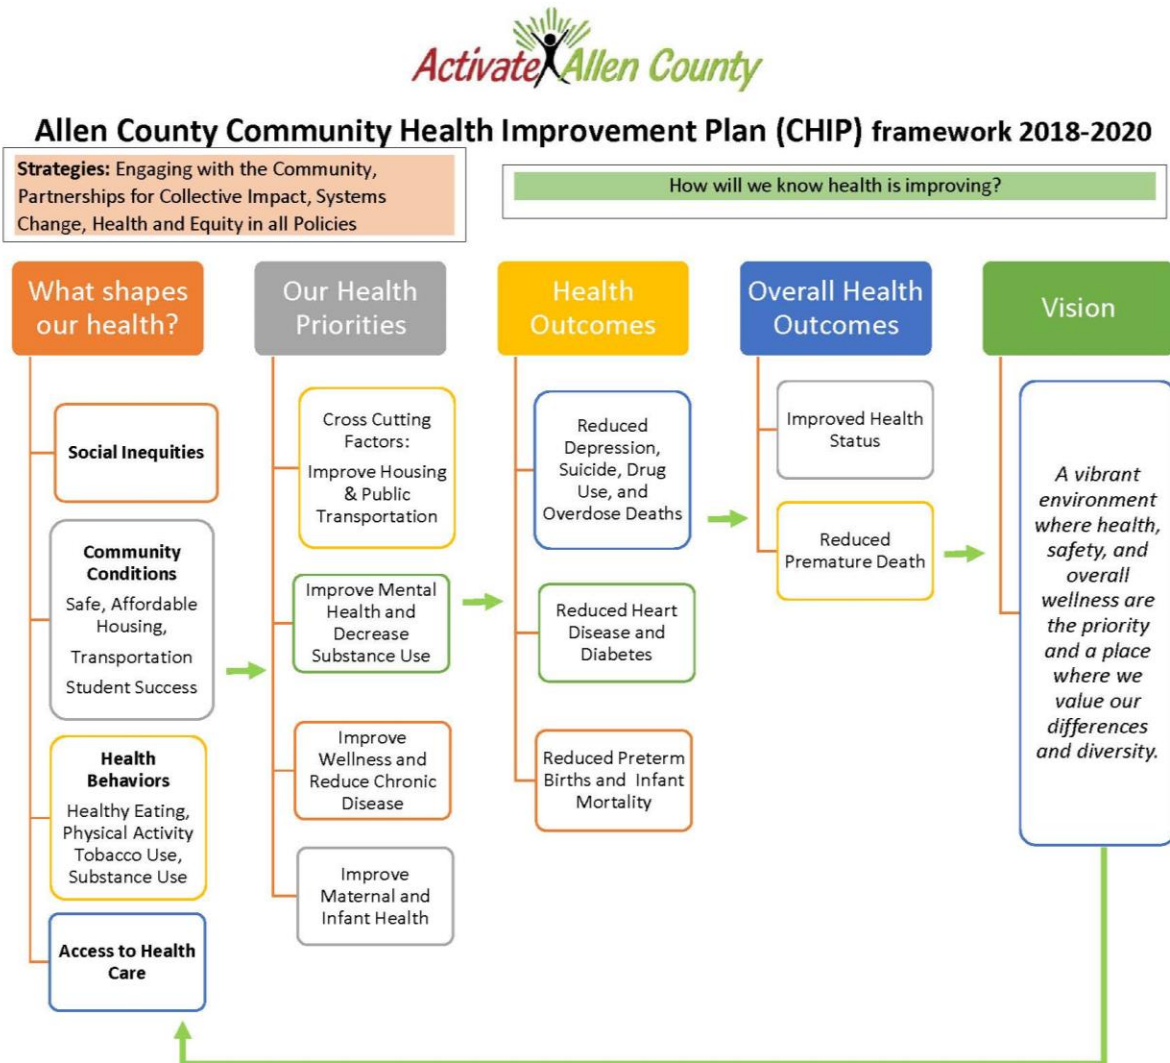 Activate Allen County
Allen County Community Health Improvement Plan (CHIP) framework 2018-2020
Strategies: Engaging with the Community,
Partnerships for Collective Impact, Systems
Change, Health and Equity in all Policies
How will we know health is improving?
What shapes
our health?
Social Inequities
Community
Conditions
Safe, Affordable
Housing,
Transportation
Student Success
Health
Behaviors
Healthy Eating,
Physical Activity
Tobacco Use,
Substance Use
Access to Health
Care
Our Health
Priorities
Cross Cutting
Factors:
Improve Housing
& Public
Transportation
Improve Mental
Health and
Decrease
Substance Use
Improve
Wellness and
Reduce Chronic
Disease
Improve
Maternal and
Infant Health
Health
Outcomes
Reduced
Depression,
Suicide, Drug
Use, and
Overdose Deaths
Reduced Heart
Disease and
Diabetes
Reduced Preterm
Births and Infant
Mortality
Overall Health
Outcomes
Improved Health
Status
Reduced
Premature Death
Vision
A vibrant
environment
where health,
safety, and
overall
wellness are
the priority
and a place
where we
value our
differences
and diversity.